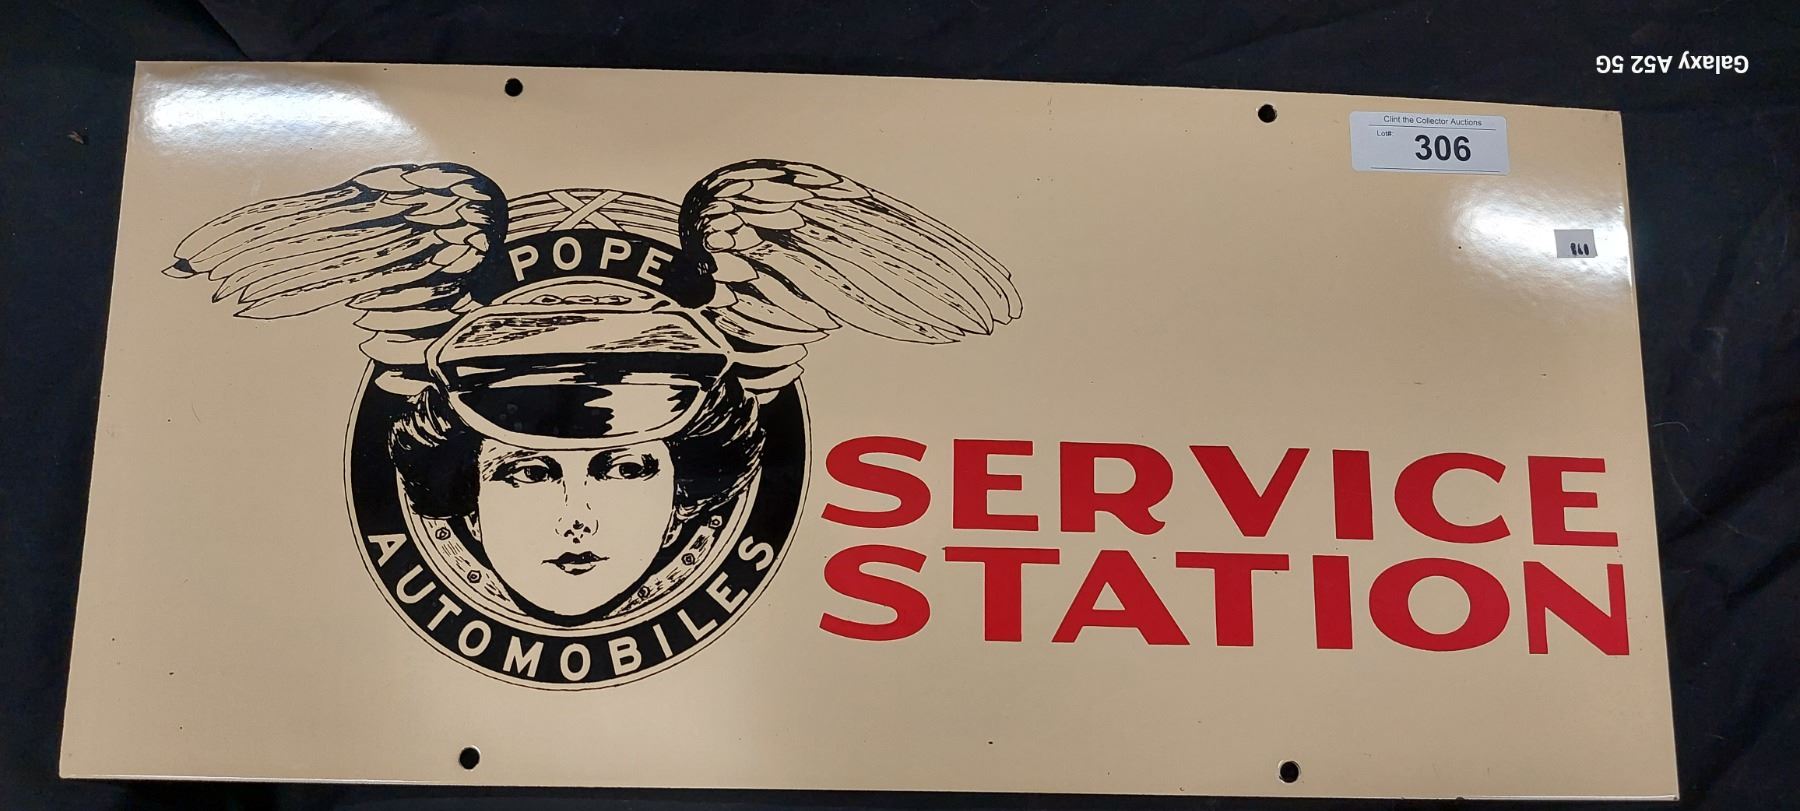 Galaxy A52 5G
Clint the Collector Auctions
Lot#:
306
POPE
AUTOMOBILES
SERVICE
STATION